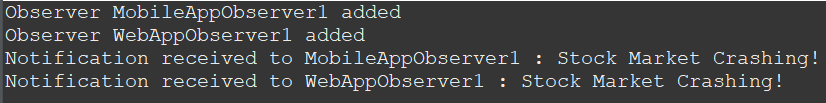 Observer MobileAppObserver1 added
Observer WebAppObserver1 added
Notification received to MobileAppObserver1 : Stock Market Crashing!
Notification received to WebAppObserver1 : Stock Market Crashing!